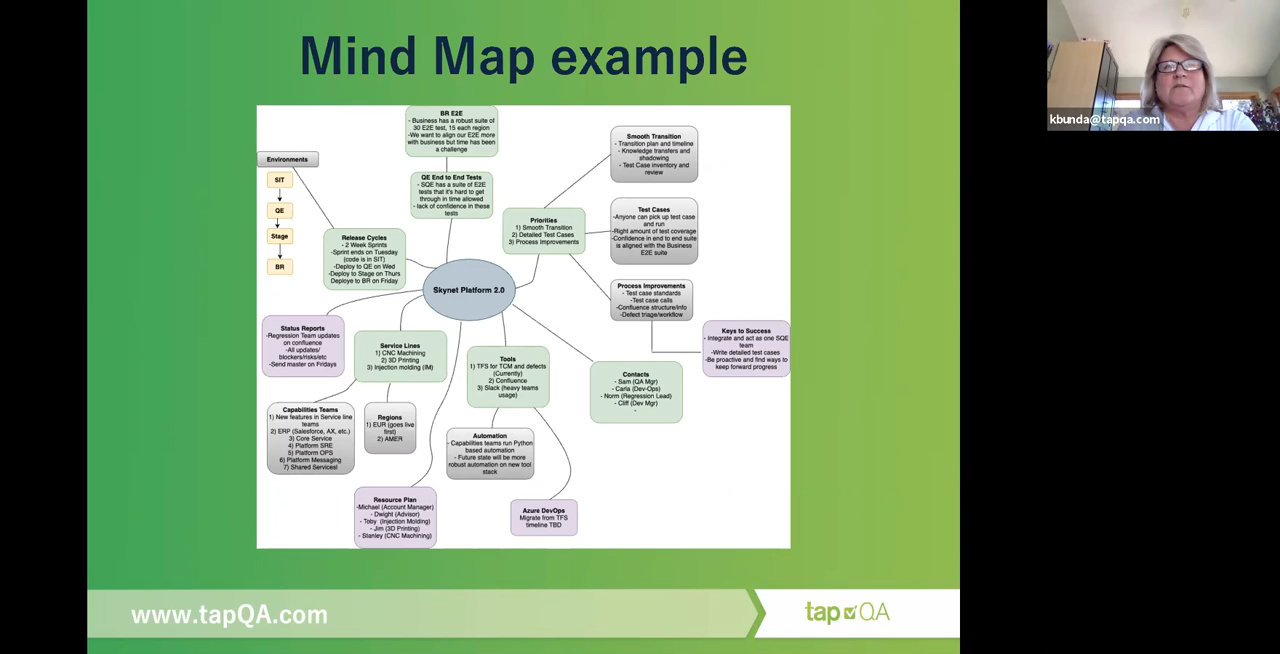 Mind Map example
kbunda@tapqa.com
BR E2E
- Business has a robust suite of
30 E2E test, 15 each region
-We want to align our E2E more
with business but time has been
a challenge
Environments
SIT
QE
Stage
BR
QE End to End Tests
- SQE has a suite of E2E
tests that it's hard to get
through in time allowed
- lack of confidence in these
tests
Release Cycles
- 2 Week Sprints
-Sprint ends on Tuesday
(code is in SIT)
-Deploy to QE on Wed
-Deploy to Stage on Thurs
Deploye to BR on Friday
Priorities
1) Smooth Transition
2) Detailed Test Cases
3) Process Improvements
Smooth Transition
- Transition plan and timeline
- Knowledge transfers and
shadowing
- Test Case inventory and
review
Test Cases
-Anyone can pick up test case
and run
-Right amount of test coverage
-Confidence in end to end suite
is aligned with the Business
E2E suite
Skynet Platform 2.0
Process Improvements
- Test case standards
-Test case calls
-Confluence structure/info
-Defect triage/workflow
Keys to Success
- Integrate and act as one SQE
team
-Write detailed test cases
-Be proactive and find ways to
keep forward progress
Status Reports
-Regression Team updates
on confluence
-All updates/
blockers/risks/etc
-Send master on Fridays
Service Lines
1) CNC Machining
2) 3D Printing
3) Injection molding (IM)
Tools
1) TFS for TCM and defects
(Currently)
2) Confluence
3) Slack (heavy teams
usage)
Contacts
- Sam (QA Mgr)
- Carla (Dev-Ops)
- Norm (Regression Lead)
- Cliff (Dev Mgr)
-
Capabilities Teams
1) New features in Service line
teams
2) ERP (Salesforce, AX, etc.)
3) Core Service
4) Platform SRE
5) Platform OPS
6) Platform Messaging
7) Shared Services!
Regions
1) EUR (goes live
first)
2) AMER
Automation
- Capabilities teams run Python
based automation
- Future state will be more
robust automation on new tool
stack
Resource Plan
-Michael (Account Manager)
- Dwight (Advisor)
- Toby (Injection Molding)
- Jim (3D Printing)
- Stanley (CNC Machining)
Azure DevOps
Migrate from TFS
timeline TBD
www.tapQA.com
tap QA